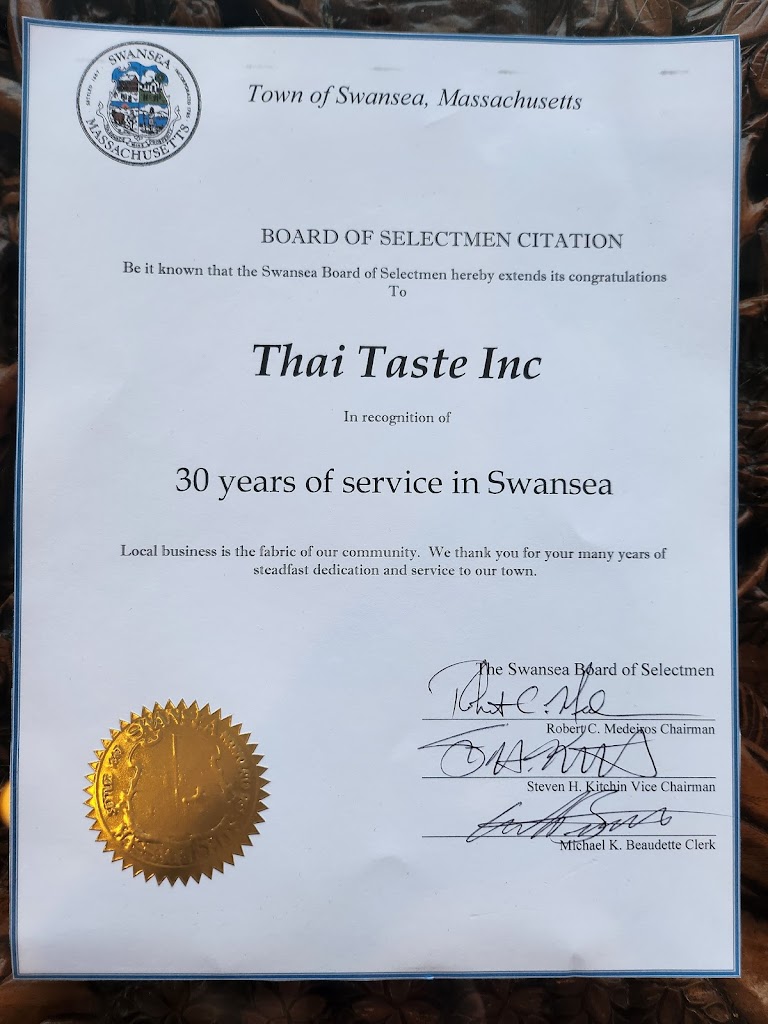 SWANSEA
MASSACHUSETTS
Town of Swansea, Massachusetts
BOARD OF SELECTMEN CITATION
Be it known that the Swansea Board of Selectmen hereby extends its congratulations
To
Thai Taste Inc
In recognition of
30 years of service in Swansea
Local business is the fabric of our community. We thank you for your many years of
steadfast dedication and service to our town.
The Swansea Board of Selectmen
Robert C. Medeiros Chairman
Steven H. Kitchin Vice Chairman
Michael K. Beaudette Clerk
SWANSEA